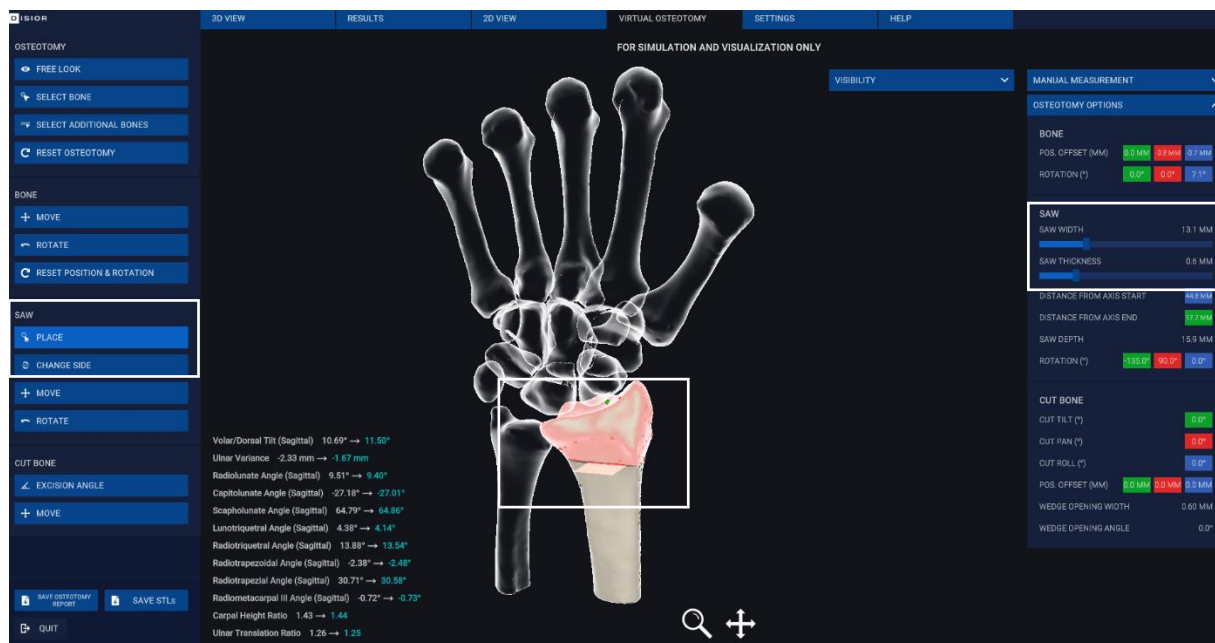 DISIOR
3D VIEW
RESULTS
2D VIEW
VIRTUAL OSTEOTOMY
SETTINGS
HELP
FOR SIMULATION AND VISUALIZATION ONLY
OSTEOTOMY
FREE LOOK
SELECT BONE
SELECT ADDITIONAL BONES
RESET OSTEOTOMY
BONE
MOVE
ROTATE
RESET POSITION & ROTATION
SAW
PLACE
CHANGE SIDE
MOVE
ROTATE
CUT BONE
EXCISION ANGLE
MOVE
SAVE OSTEOTOMY
REPORT
SAVE STLs
QUIT
Volar/Dorsal Tilt (Sagittal) 10.69° → 11.50°
Ulnar Variance -2.33 mm → -1.67 mm
Radiolunate Angle (Sagittal) 9.51° → 9.40°
Capitolunate Angle (Sagittal) -27.18° → -27.01°
Scapholunate Angle (Sagittal) 64.79° → 64.86°
Lunotriquetral Angle (Sagittal) 4.38° → 4.14°
Radiotriquetral Angle (Sagittal) 13.88° → 13.54°
Radiotrapezoidal Angle (Sagittal) -2.38° → -2.48°
Radiotrapezial Angle (Sagittal) 30.71° → 30.58°
Radiometacarpal III Angle (Sagittal) -0.72° → -0.73°
Carpal Height Ratio 1.43 → 1.44
Ulnar Translation Ratio 1.26 → 1.25
VISIBILITY
MANUAL MEASUREMENT
OSTEOTOMY OPTIONS
BONE
POS. OFFSET (MM) 0.0 MM -0.8 MM -0.7 MM
ROTATION (°) 0.0° 0.0° 7.1°
SAW
SAW WIDTH 13.1 MM
SAW THICKNESS 0.6 MM
DISTANCE FROM AXIS START 44.8 MM
DISTANCE FROM AXIS END 17.7 MM
SAW DEPTH 15.9 MM
ROTATION (°) -135.0° 90.0° 0.0°
CUT BONE
CUT TILT (°) 0.0°
CUT PAN (°) 0.0°
CUT ROLL (°) 0.0°
POS. OFFSET (MM) 0.0 MM 0.0 MM 0.0 MM
WEDGE OPENING WIDTH 0.60 MM
WEDGE OPENING ANGLE 0.0°